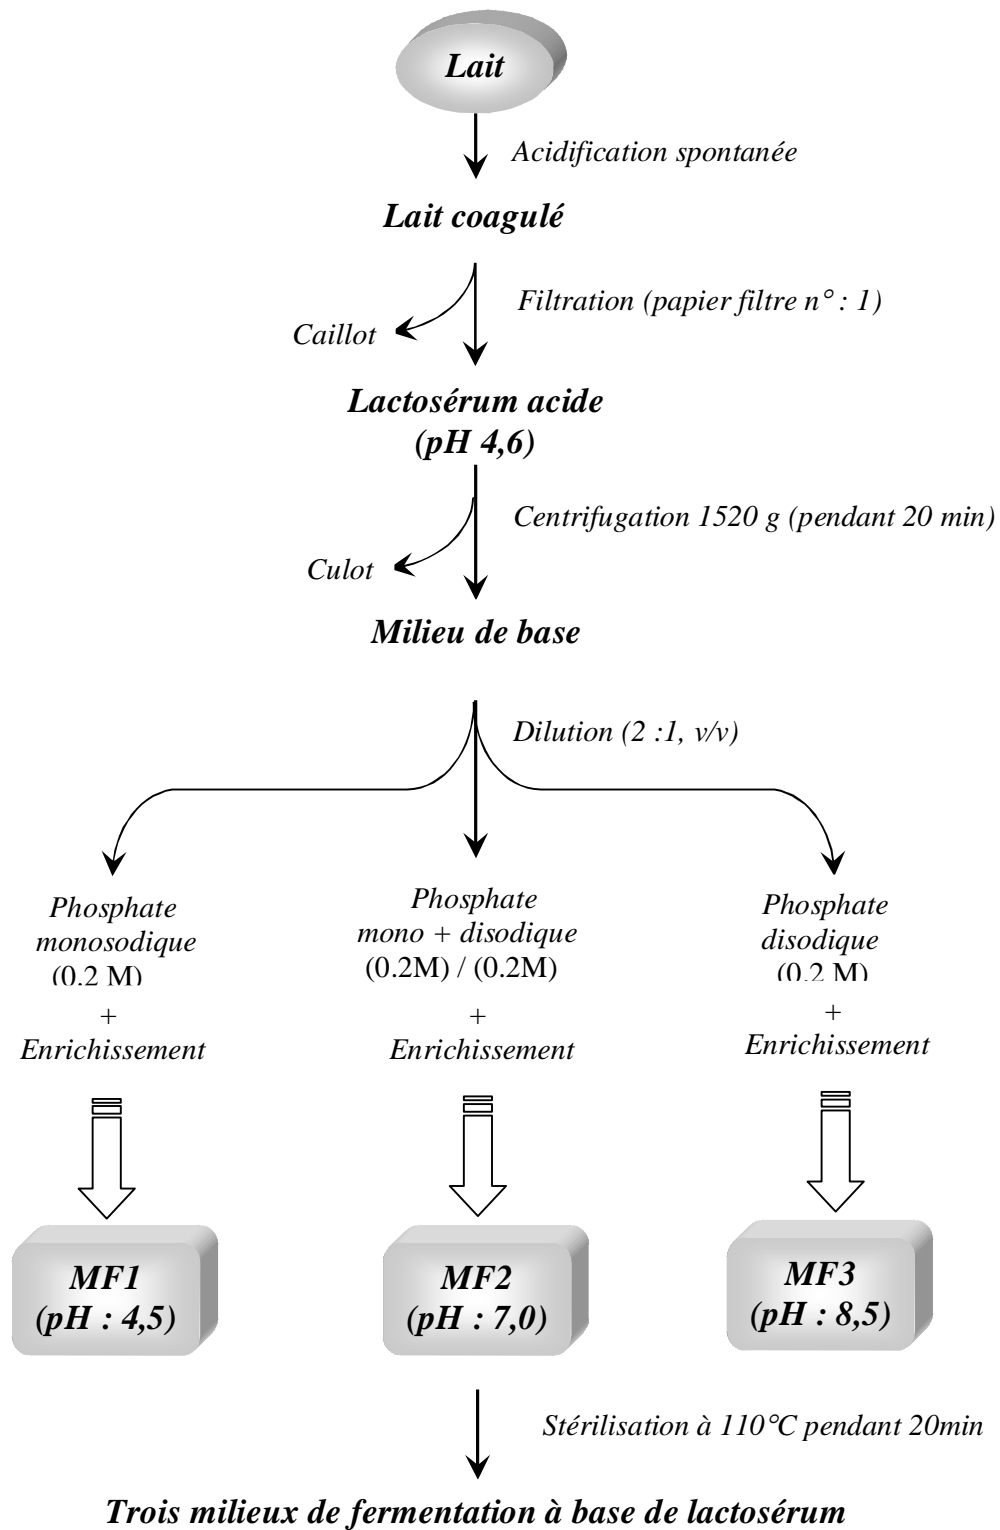 Lait
Acidification spontanée
Lait coagulé
Filtration (papier filtre n° : 1)
Caillot
Lactosérum acide
(pH 4,6)
Centrifugation 1520 g (pendant 20 min)
Culot
Milieu de base
Dilution (2 :1, v/v)
Phosphate
monosodique
(0.2 M)
+
Enrichissement
Phosphate
mono + disodique
(0.2M) / (0.2M)
+
Enrichissement
Phosphate
disodique
(0.2 M)
+
Enrichissement
MF1
(pH : 4,5)
MF2
(pH : 7,0)
MF3
(pH : 8,5)
Stérilisation à 110°C pendant 20min
Trois milieux de fermentation à base de lactosérum